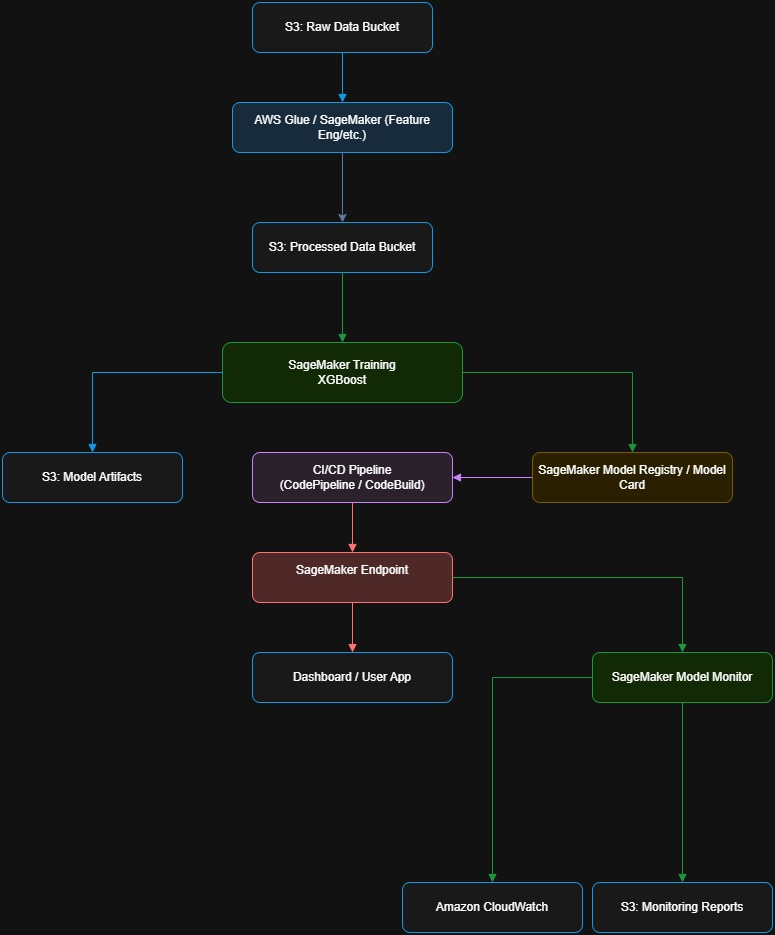 S3: Raw Data Bucket
AWS Glue / SageMaker (Feature
Eng/etc.)
S3: Processed Data Bucket
SageMaker Training
XGBoost
S3: Model Artifacts
CI/CD Pipeline
(CodePipeline / CodeBuild)
SageMaker Model Registry / Model
Card
SageMaker Endpoint
Dashboard / User App
SageMaker Model Monitor
Amazon CloudWatch
S3: Monitoring Reports